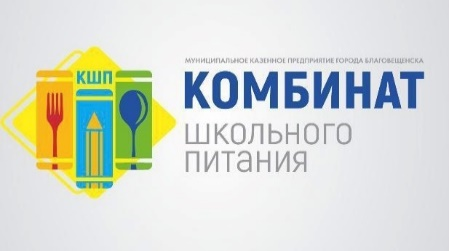 КШП
МУНИЦИПАЛЬНОЕ КАЗЕННОЕ ПРЕДПРИЯТИЕ ГОРОДА БЛАГОВЕЩЕНСКА
КОМБИНАТ
ШКОЛЬНОГО
ПИТАНИЯ